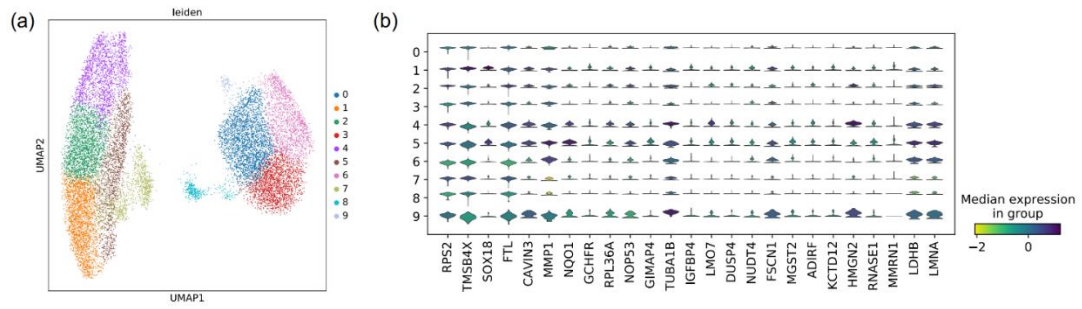 (a)
leiden
UMAP2
UMAP1
0
1
2
3
4
5
6
7
8
9
(b)
0
1
2
3
4
5
6
7
8
9
RPS2
TMSB4X
SOX18
FTL
CAVIN3
MMP1
NQO1
GCHFR
RPL36A
NOP53
GIMAP4
TUBA1B
IGFBP4
LMO7
DUSP4
NUDT4
FSCN1
MGST2
ADIRF
KCTD12
HMGN2
RNASE1
MMRN1
LDHB
LMNA
Median expression
in group
−2 0